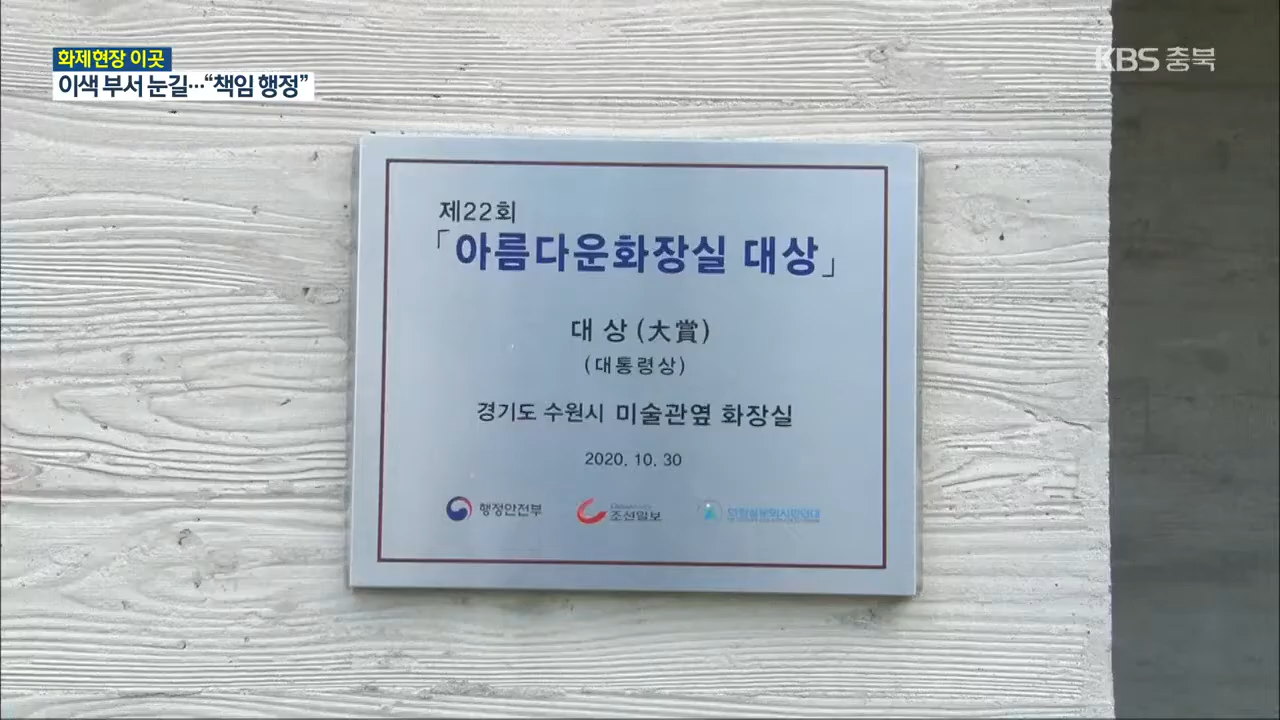 화제현장 이곳
이색 부서 눈길…“책임 행정”
KBS 충북
제22회
「아름다운화장실 대상」
대 상 (大賞)
(대통령상)
경기도 수원시 미술관옆 화장실
2020. 10. 30
행정안전부
조선일보